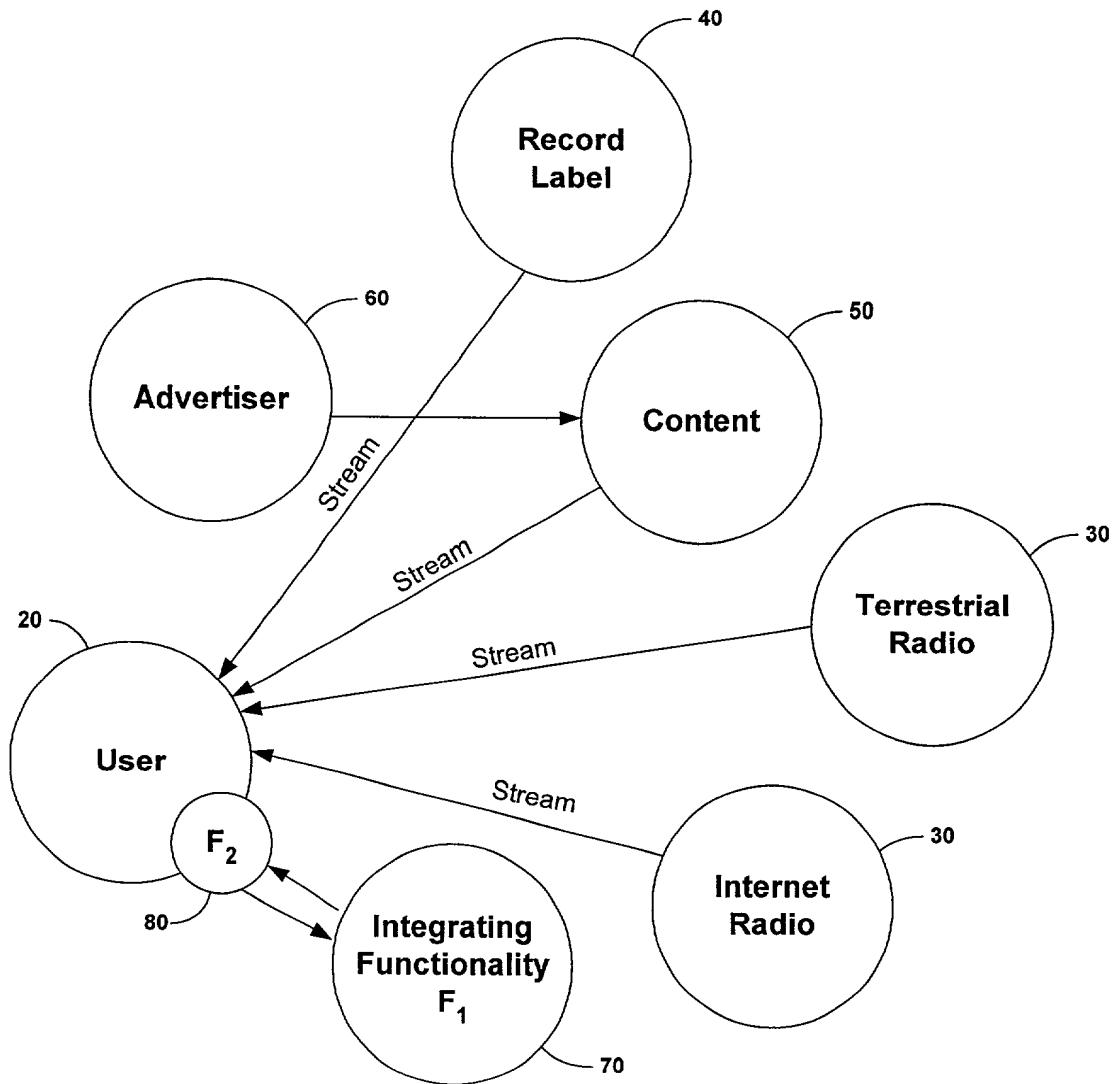 40
Record
Label
60
50
Advertiser
Content
Stream
30
Stream
Terrestrial
Radio
20
Stream
User
Stream
30
F2
Internet
Radio
80
Integrating
Functionality
F1
70